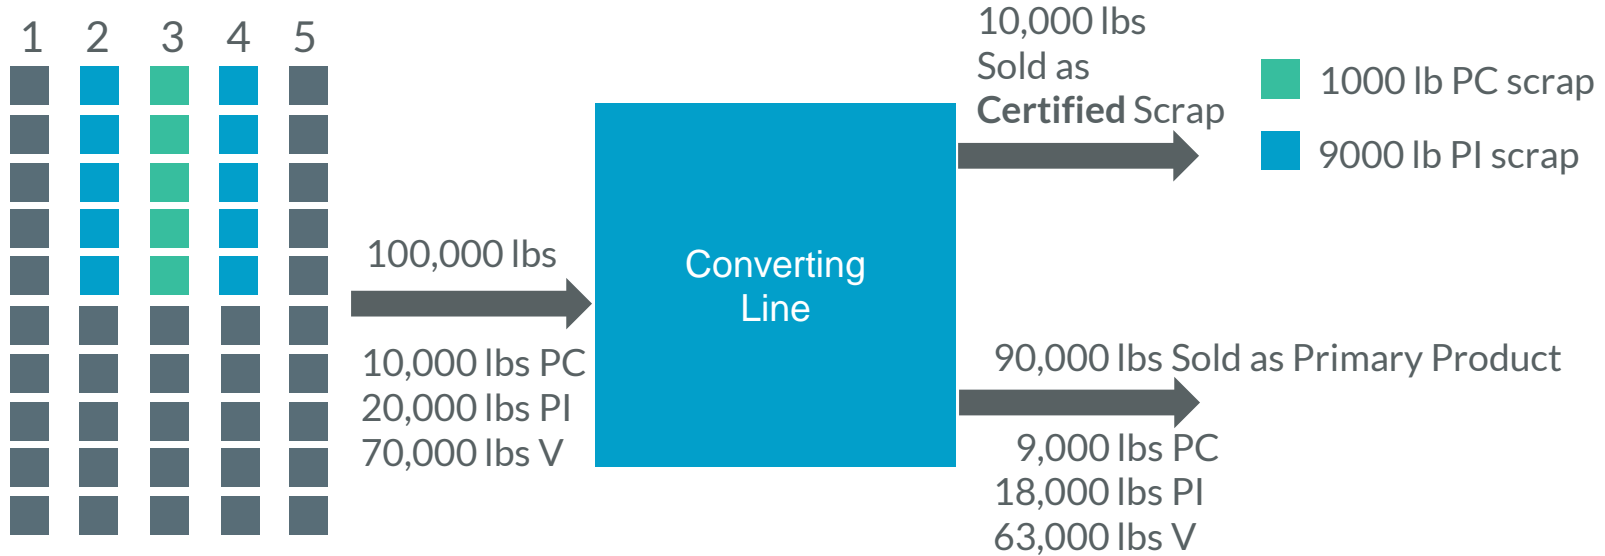 1 2 3 4 5
100,000 lbs
10,000 lbs PC
20,000 lbs PI
70,000 lbs V
Converting
Line
10,000 lbs
Sold as
Certified Scrap
1000 lb PC scrap
9000 lb PI scrap
90,000 lbs Sold as Primary Product
9,000 lbs PC
18,000 lbs PI
63,000 lbs V